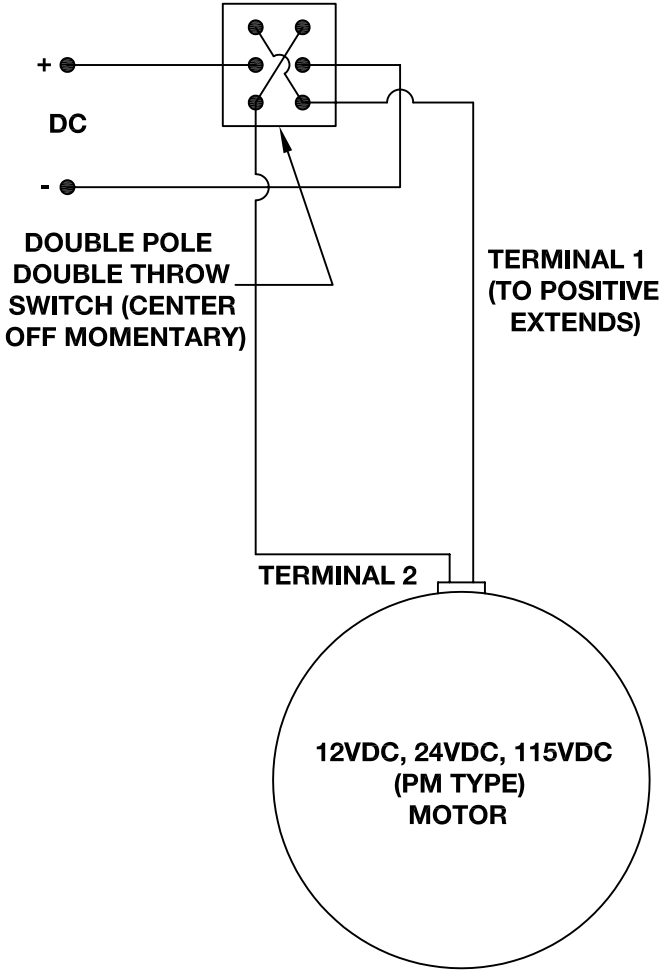 +
DC
-
DOUBLE POLE
DOUBLE THROW
SWITCH (CENTER
OFF MOMENTARY)
TERMINAL 1
(TO POSITIVE
EXTENDS)
TERMINAL 2
12VDC, 24VDC, 115VDC
(PM TYPE)
MOTOR